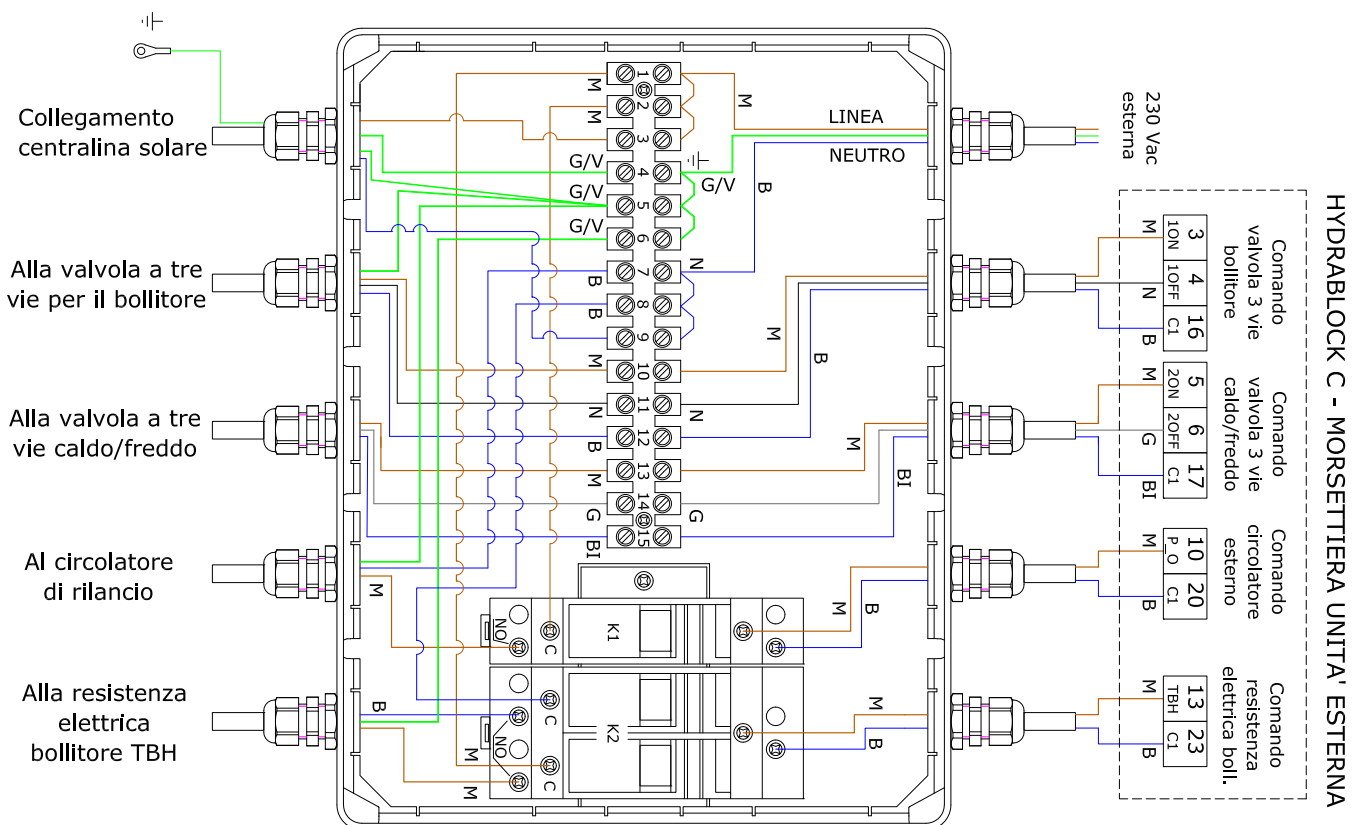 Collegamento
centralina solare
Alla valvola a tre
vie per il bollitore
Alla valvola a tre
vie caldo/freddo
Al circolatore
di rilancio
Alla resistenza
elettrica
bollitore TBH
M
M
G/V
G/V
G/V
B
B
M
N
B
M
G
BI
1
2
3
4
5
6
7
8
9
10
11
12
13
14
15
M
LINEA
NEUTRO
G/V
B
N
M
B
N
M
BI
G
M
B
M
B
M
B
M
M
NO
C
K1
C
NO
C
K2
230 Vac
esterna
HYDRABLOCK C - MORSETTIERA UNITA' ESTERNA
Comando
valvola 3 vie
bollitore
3 4 16
1ON 1OFF C1
M N B
Comando
valvola 3 vie
caldo/freddo
5 6 17
2ON 2OFF C1
M G BI
Comando
circolatore
esterno
10 20
P_O C1
M B
Comando
resistenza
elettrica boll.
13 23
TBH C1
M B